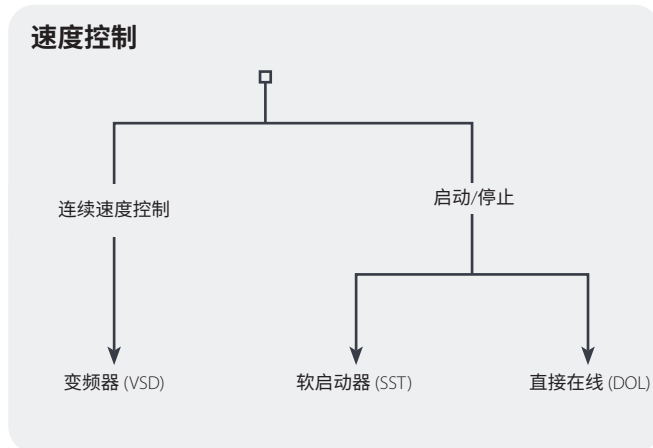 速度控制
连续速度控制
启动/停止
变频器 (VSD)
软启动器 (SST)
直接在线 (DOL)